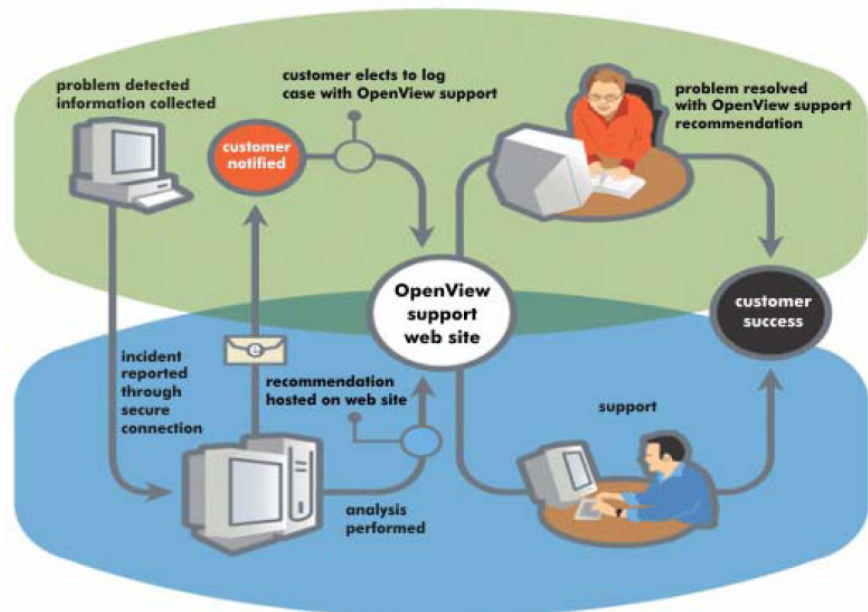 problem detected
information collected
customer elects to log
case with OpenView support
customer
notified
problem resolved
with OpenView support
recommendation
OpenView
support
web site
customer
success
incident
reported
through
secure
connection
recommendation
hosted on web site
support
analysis
performed